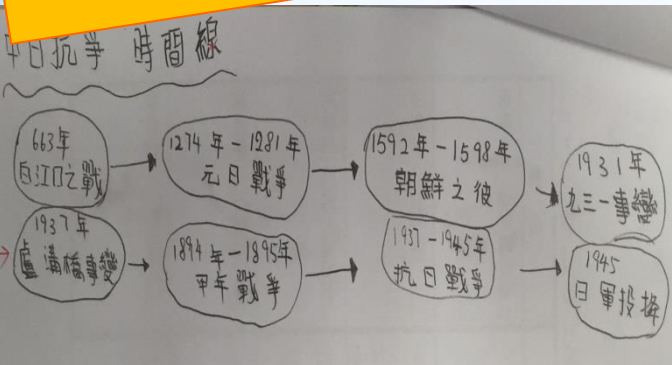 中日抗爭 時間線
663年
白江口之戰
1274年-1281年
元日戰爭
1592年-1598年
朝鮮之彼
1931年
九三一事變
1937年
盧溝橋事變
1894年-1895年
甲午戰爭
1937-1945年
抗日戰爭
1945
日軍投降